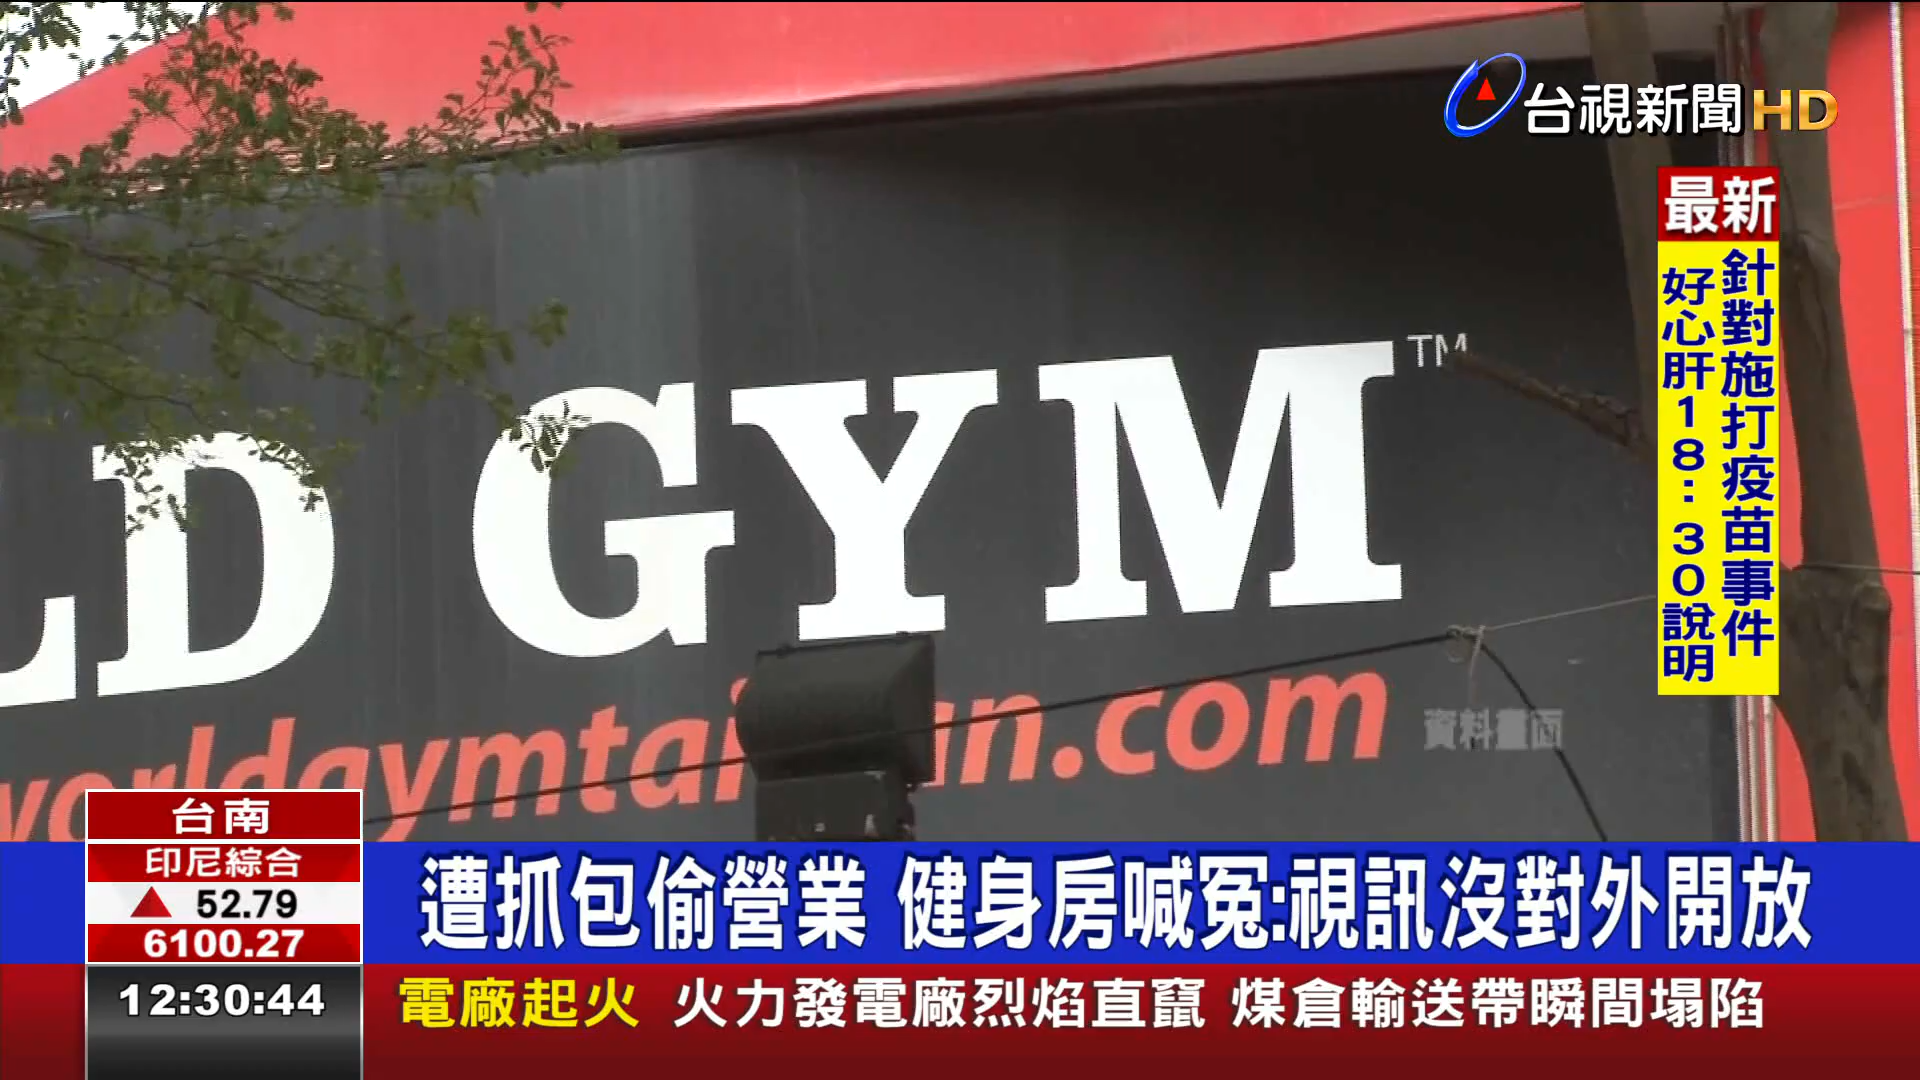 台視新聞HD
最新
針對施打疫苗事件
好心肝18:30說明
LD GYM™
worldgymtai an.com
資料畫面
台南
印尼綜合
52.79
6100.27
12:30:44
遭抓包偷營業 健身房喊冤:視訊沒對外開放
電廠起火 火力發電廠烈焰直竄 煤倉輸送帶瞬間塌陷